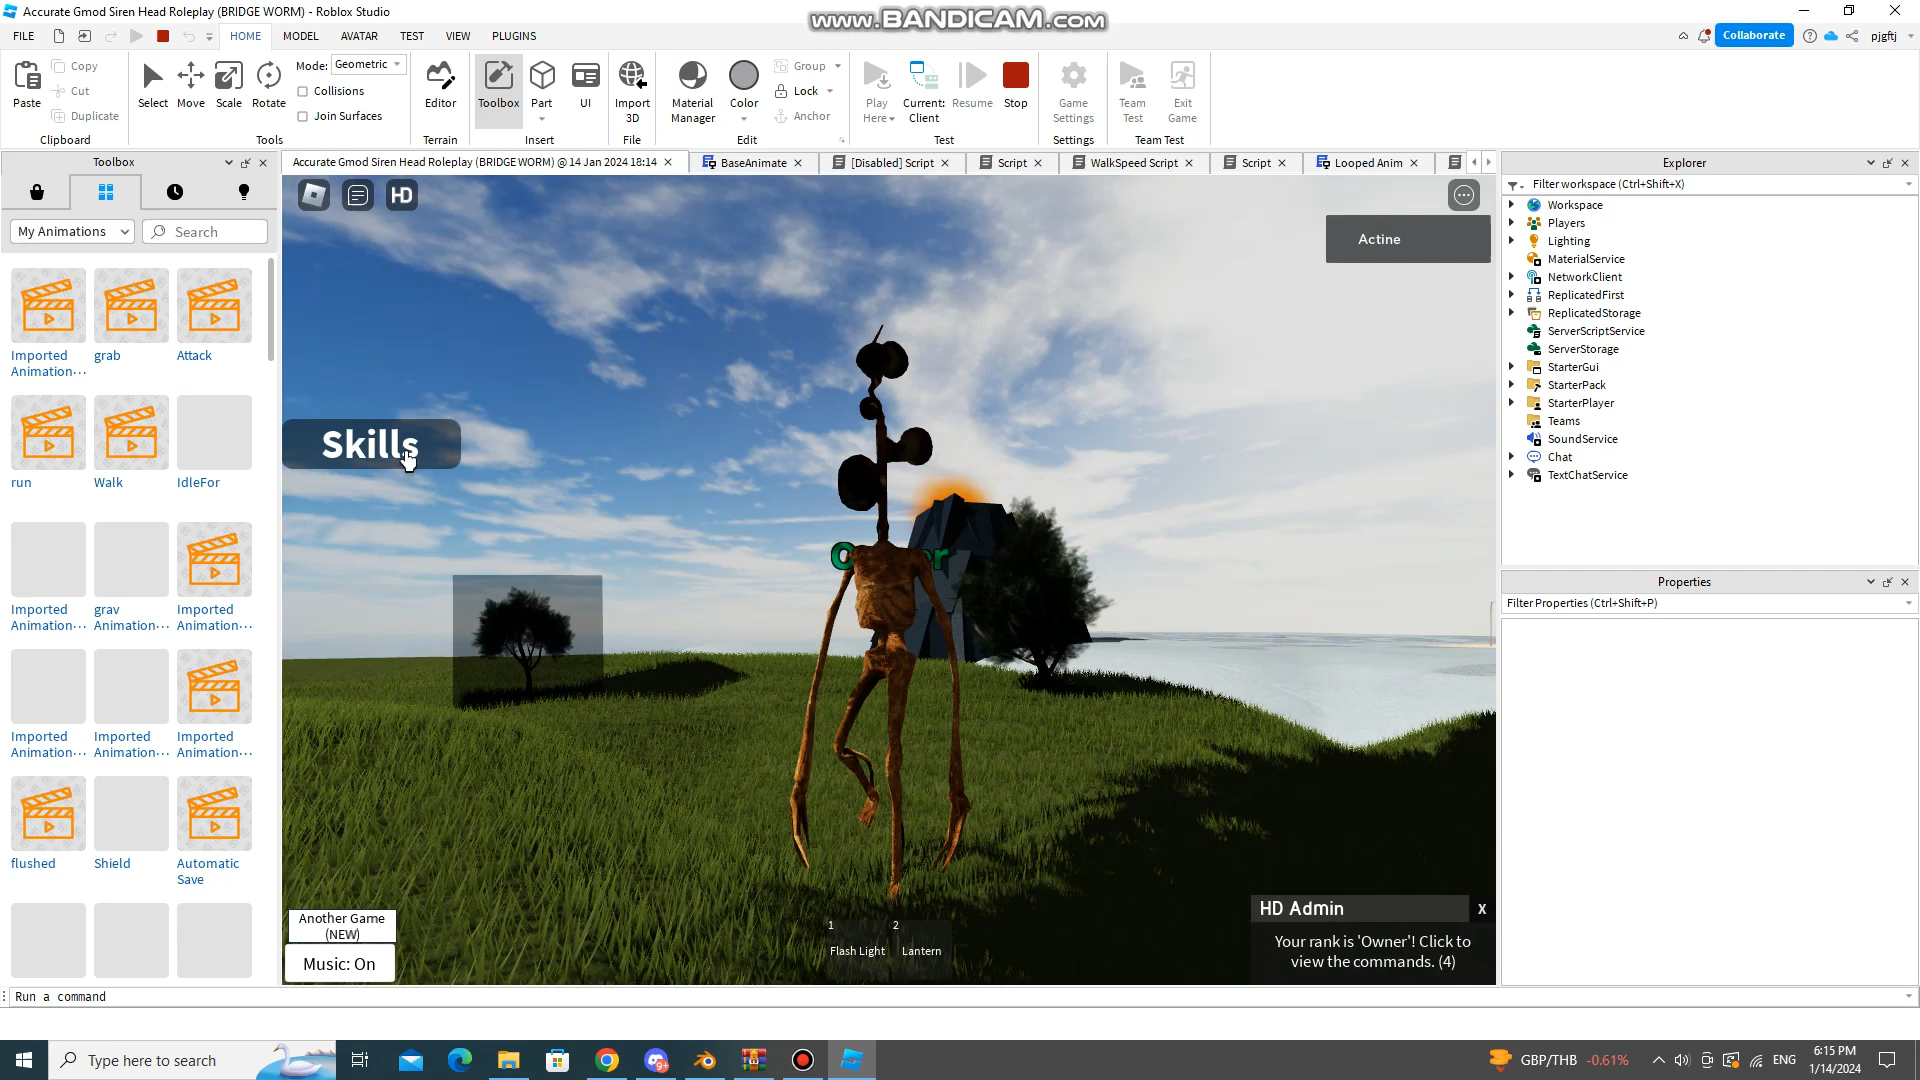 Accurate Gmod Siren Head Roleplay (BRIDGE WORM) - Roblox Studio
www.BANDICAM.com
FILE
HOME
MODEL
AVATAR
TEST
VIEW
PLUGINS
Collaborate
pjgftj
Paste
Copy
Cut
Duplicate
Clipboard
Select
Move
Scale
Rotate
Mode:
Geometric
Collisions
Join Surfaces
Tools
Editor
Terrain
Toolbox
Part
UI
Insert
Import
3D
File
Material
Manager
Color
Group
Lock
Anchor
Edit
Play
Here
Current:
Client
Resume
Stop
Test
Game
Settings
Settings
Team
Test
Exit
Game
Team Test
Toolbox
Accurate Gmod Siren Head Roleplay (BRIDGE WORM) @ 14 Jan 2024 18:14
BaseAnimate
[Disabled] Script
Script
WalkSpeed Script
Script
Looped Anim
Explorer
Filter workspace (Ctrl+Shift+X)
My Animations
Search
Imported
Animation···
grab
Attack
run
Walk
IdleFor
Imported
Animation···
grav
Animation···
Imported
Animation···
Imported
Animation···
Imported
Animation···
Imported
Animation···
flushed
Shield
Automatic
Save
HD
Actine
Skills
Another Game
(NEW)
Music: On
1
Flash Light
2
Lantern
HD Admin
X
Your rank is 'Owner'! Click to
view the commands. (4)
Workspace
Players
Lighting
MaterialService
NetworkClient
ReplicatedFirst
ReplicatedStorage
ServerScriptService
ServerStorage
StarterGui
StarterPack
StarterPlayer
Teams
SoundService
Chat
TextChatService
Properties
Filter Properties (Ctrl+Shift+P)
Run a command
Type here to search
9+
GBP/THB
-0.61%
ENG
6:15 PM
1/14/2024